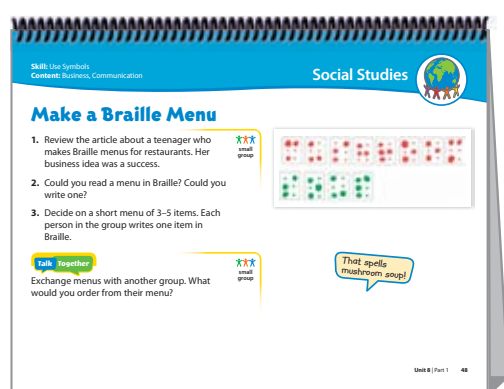 Skill: Use Symbols
Content: Business, Communication
Social Studies
Make a Braille Menu
1. Review the article about a teenager who
makes Braille menus for restaurants. Her
business idea was a success.
small
group
2. Could you read a menu in Braille? Could you
write one?
3. Decide on a short menu of 3–5 items. Each
person in the group writes one item in
Braille.
Talk Together
Exchange menus with another group. What
would you order from their menu?
small
group
That spells
mushroom soup!
Unit 8 | Part 1 48